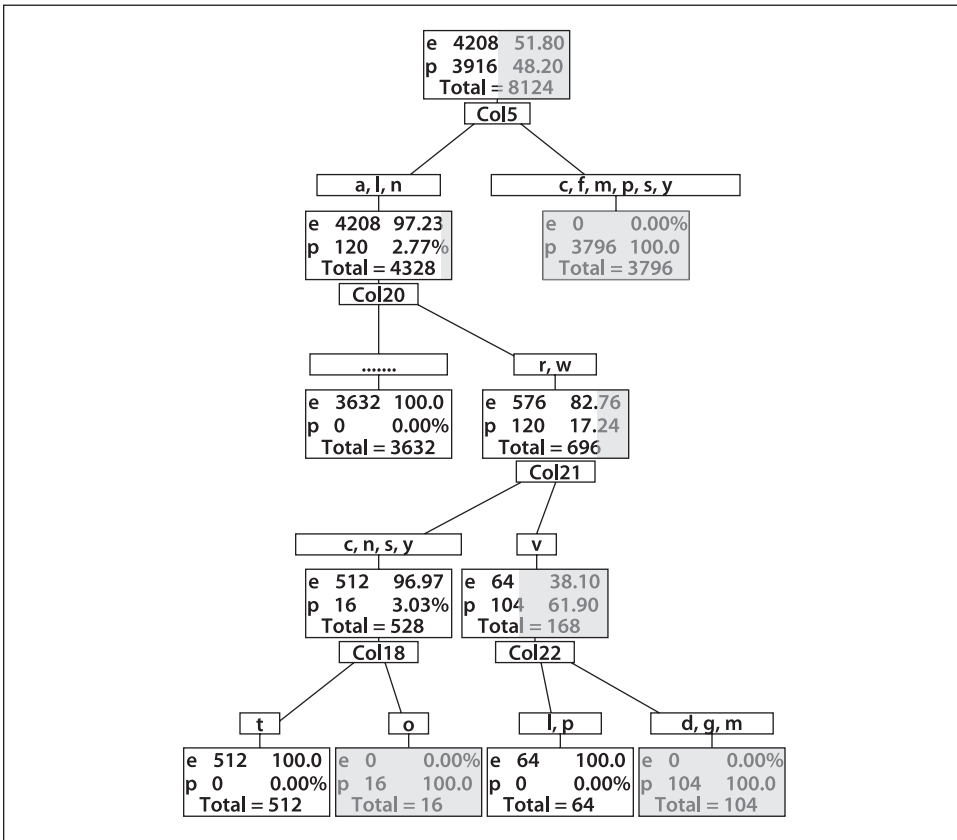 e 4208 51.80
p 3916 48.20
Total = 8124
Col5
a, l, n
c, f, m, p, s, y
e 4208 97.23
p 120 2.77%
Total = 4328
e 0 0.00%
p 3796 100.0
Total = 3796
Col20
.......
r, w
e 3632 100.0
p 0 0.00%
Total = 3632
e 576 82.76
p 120 17.24
Total = 696
Col21
c, n, s, y
v
e 512 96.97
p 16 3.03%
Total = 528
e 64 38.10
p 104 61.90
Total = 168
Col18
Col22
t
o
l, p
d, g, m
e 512 100.0
p 0 0.00%
Total = 512
e 0 0.00%
p 16 100.0
Total = 16
e 64 100.0
p 0 0.00%
Total = 64
e 0 0.00%
p 104 100.0
Total = 104